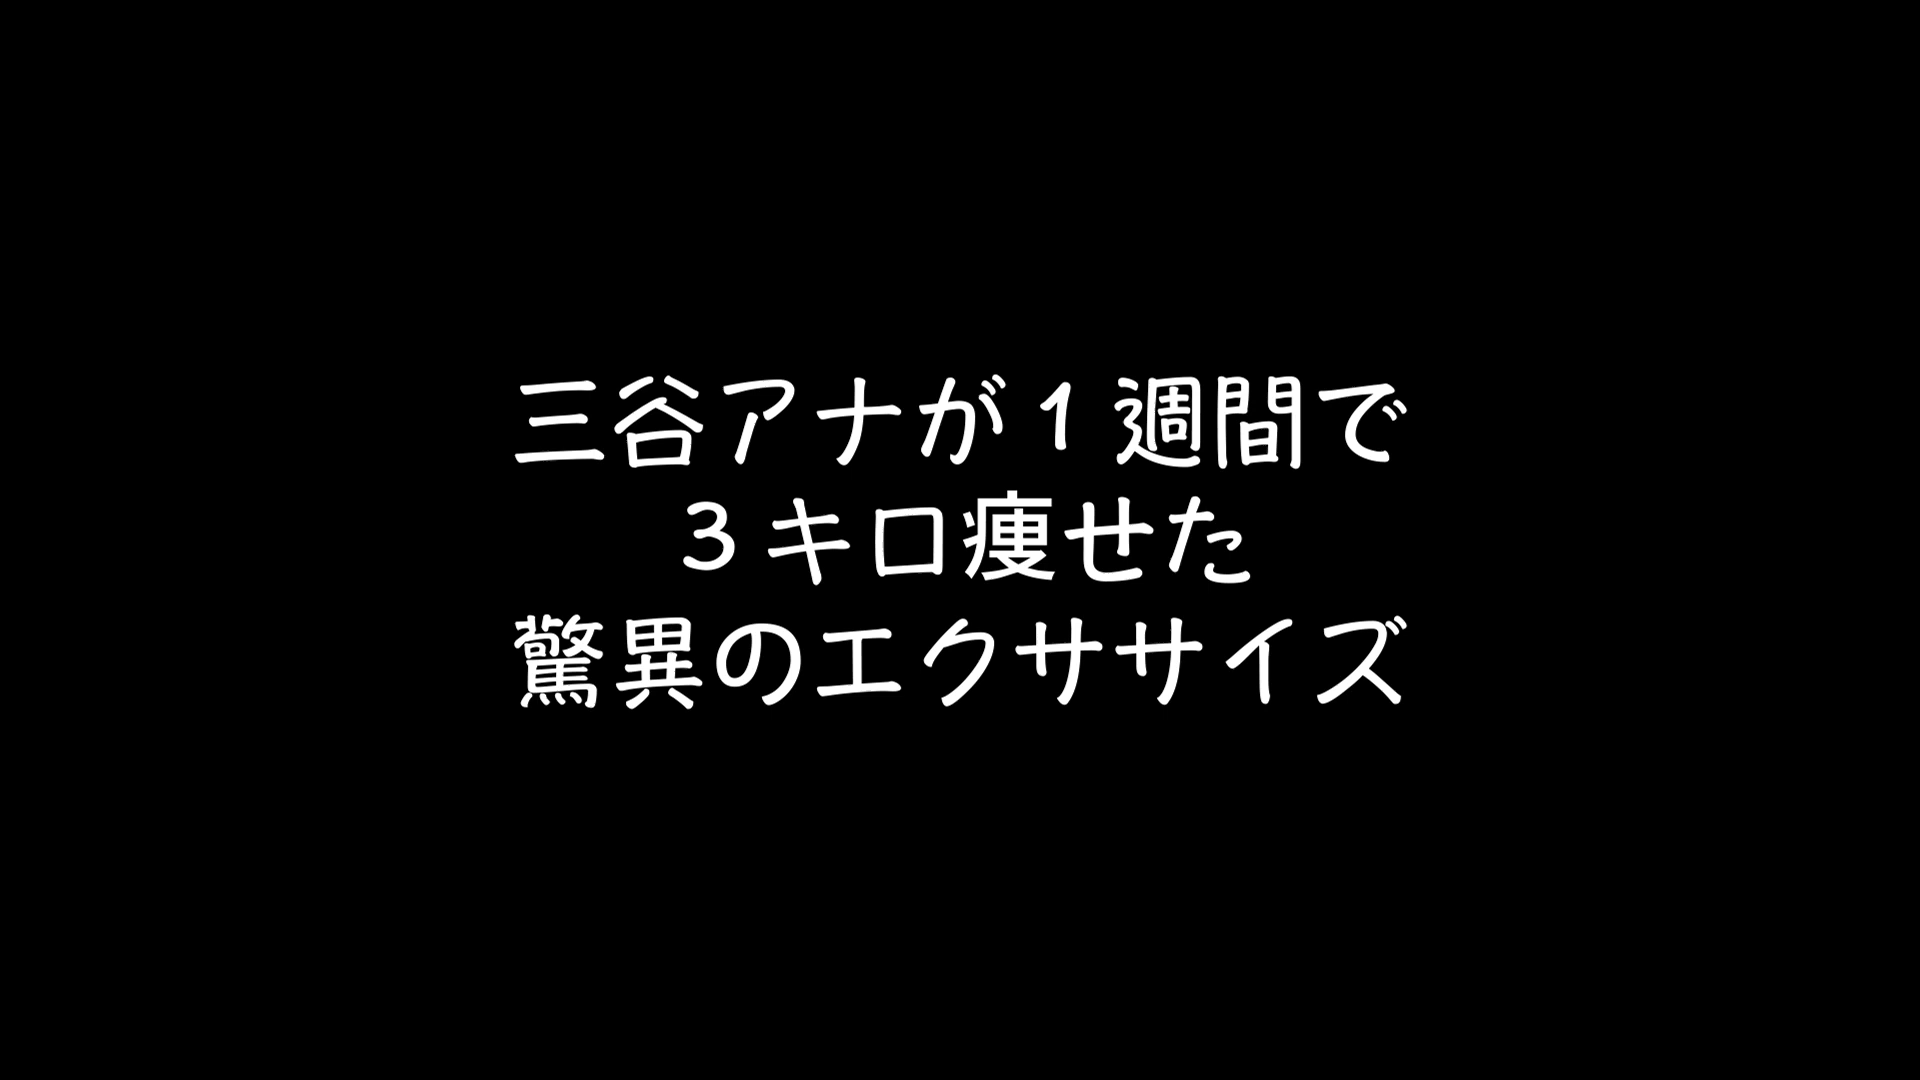 三谷アナが１週間で
３キロ痩せた
驚異のエクササイズ